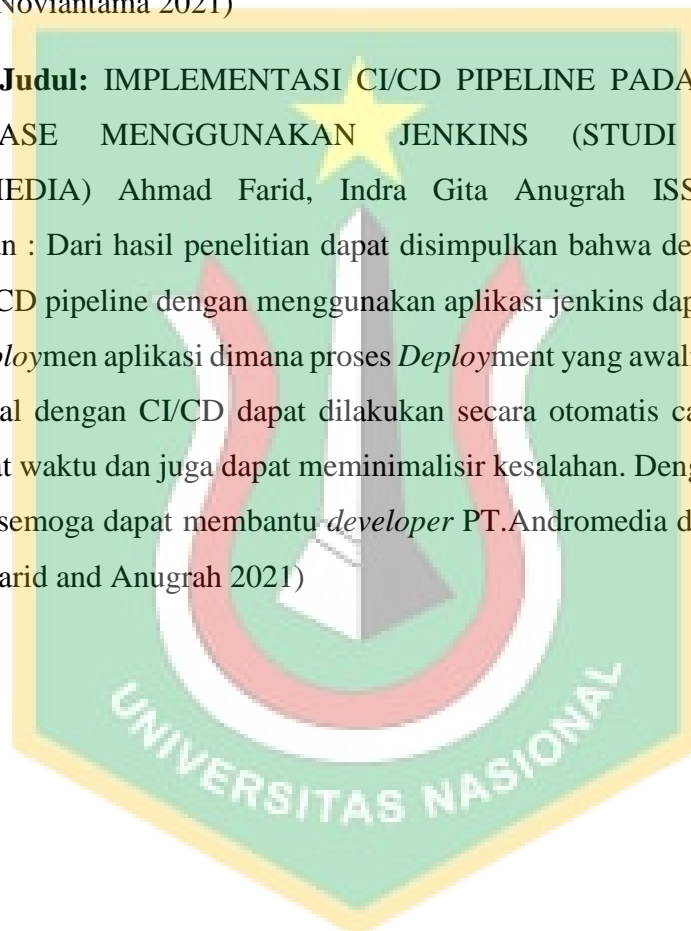 Noviantama 2021)
Judul: IMPLEMENTASI CI/CD PIPELINE PADA
ASE MENGGUNAKAN JENKINS (STUDI
MEDIA) Ahmad Farid, Indra Gita Anugrah ISS
n : Dari hasil penelitian dapat disimpulkan bahwa de
CD pipeline dengan menggunakan aplikasi jenkins dap
loymen aplikasi dimana proses Deployment yang awal
al dengan CI/CD dapat dilakukan secara otomatis ca
t waktu dan juga dapat meminimalisir kesalahan. Deng
semoga dapat membantu developer PT.Andromedia d
arid and Anugrah 2021)
UNIVERSITAS NASIONAL